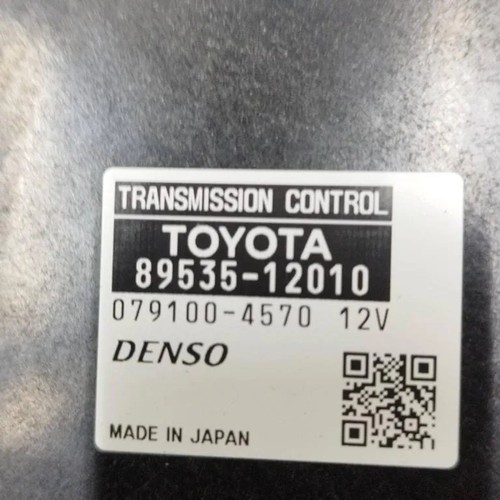 TRANSMISSION CONTROL
TOYOTA
89535-12010
079100-4570 12V
DENSO
MADE IN JAPAN